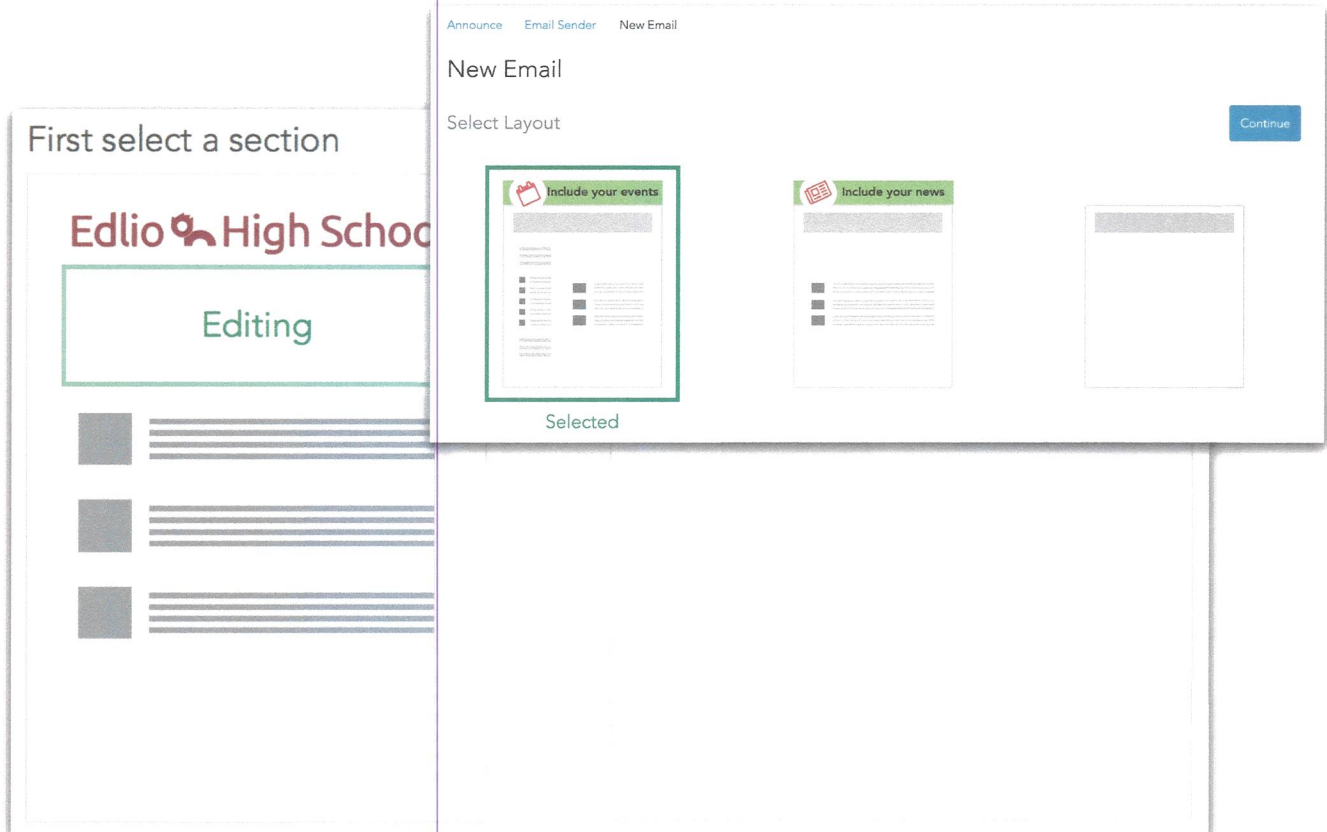 Announce Email Sender New Email
New Email
Select Layout
Continue
Include your events
Include your news
Selected
First select a section
Edlio High Schoo
Editing